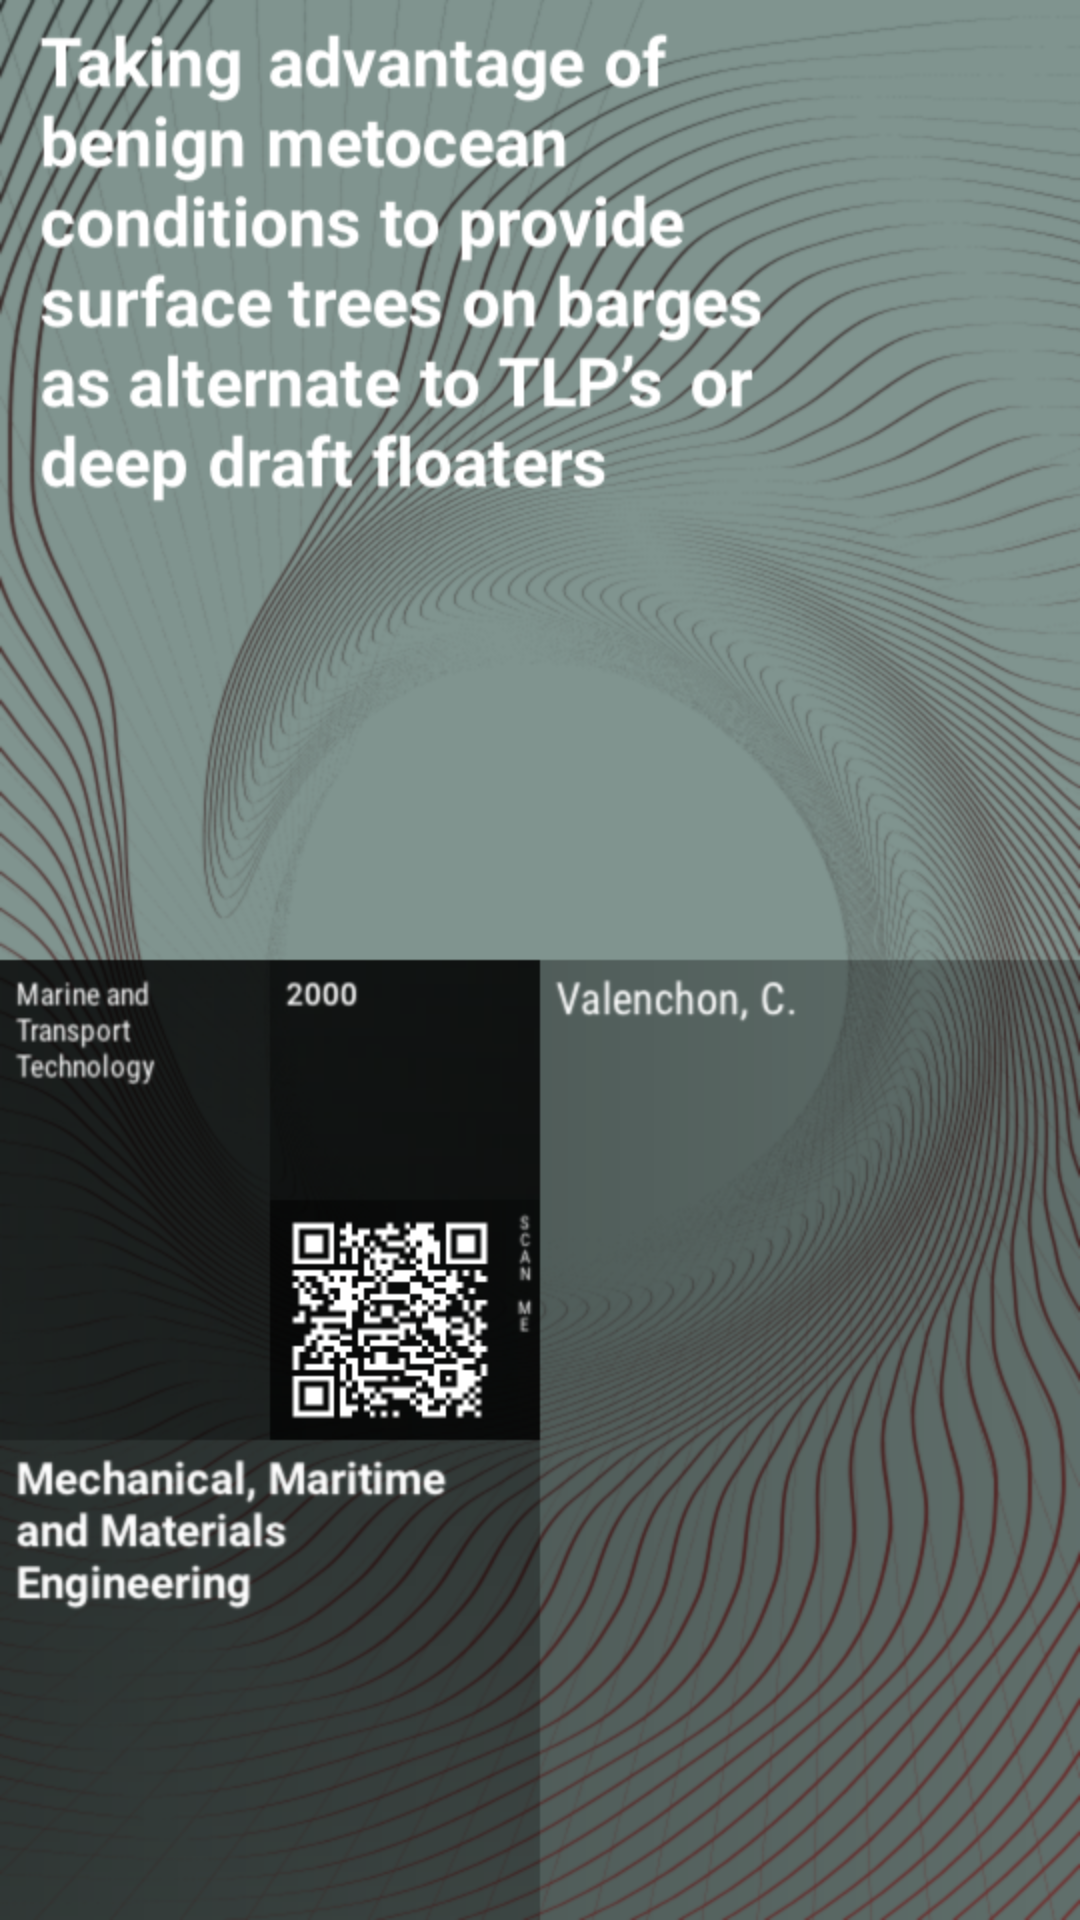 Taking advantage of
benign metocean
conditions to provide
surface trees on barges
as alternate to TLP’s or
deep draft floaters
Marine and
Transport
Technology
2000
Valenchon, C.
SCAN ME
Mechanical, Maritime
and Materials
Engineering